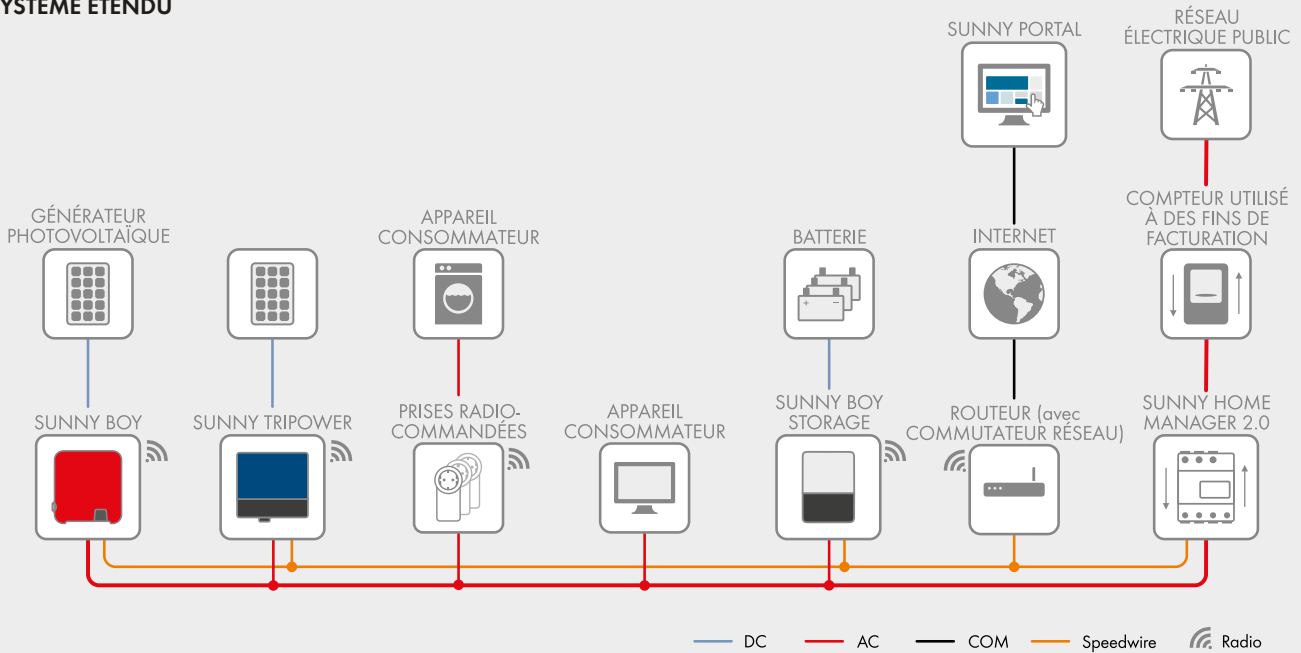 YSTÈME ÉTENDU
SUNNY PORTAL
RÉSEAU
ÉLECTRIQUE PUBLIC
GÉNÉRATEUR
PHOTOVOLTAÏQUE
APPAREIL
CONSOMMATEUR
BATTERIE
INTERNET
COMPTEUR UTILISÉ
À DES FINS DE
FACTURATION
SUNNY BOY
SUNNY TRIPOWER
PRISES RADIO-
COMMANDÉES
APPAREIL
CONSOMMATEUR
SUNNY BOY
STORAGE
ROUTEUR (avec
COMMUTATEUR RÉSEAU)
SUNNY HOME
MANAGER 2.0
DC
AC
COM
Speedwire
Radio